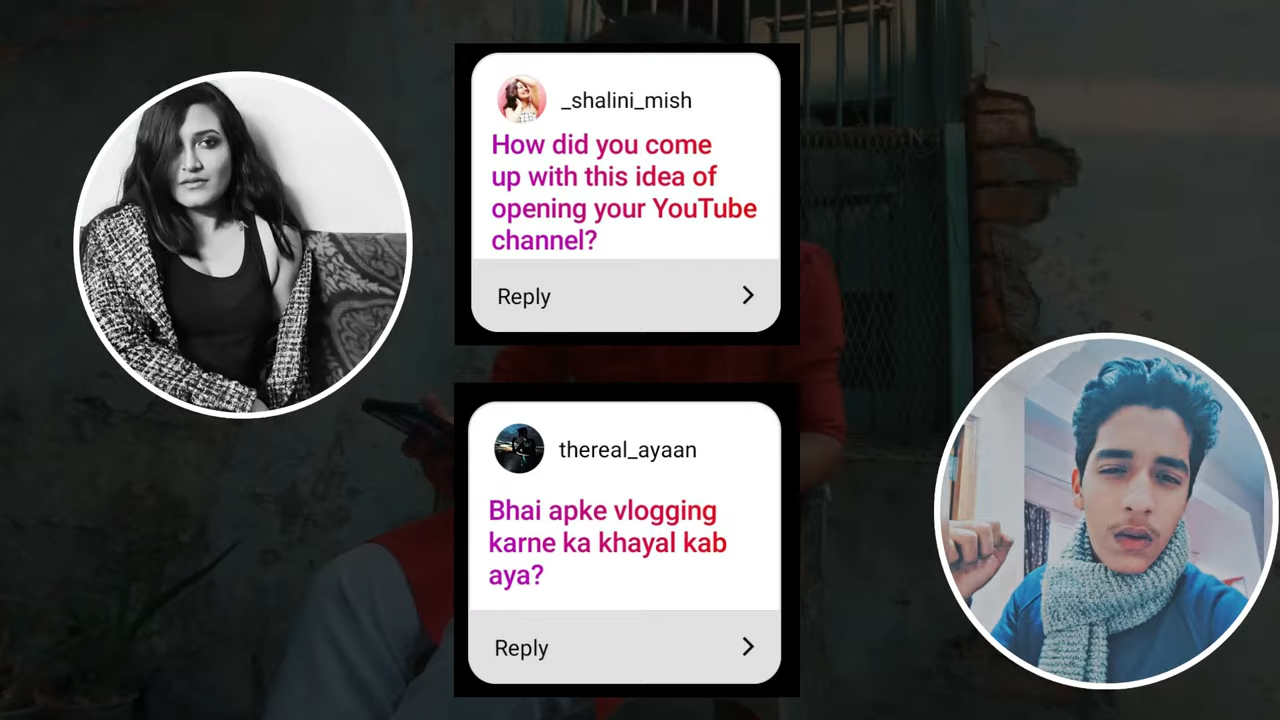 _shalini_mish
How did you come
up with this idea of
opening your YouTube
channel?
Reply
thereal_ayaan
Bhai apke vlogging
karne ka khayal kab
aya?
Reply